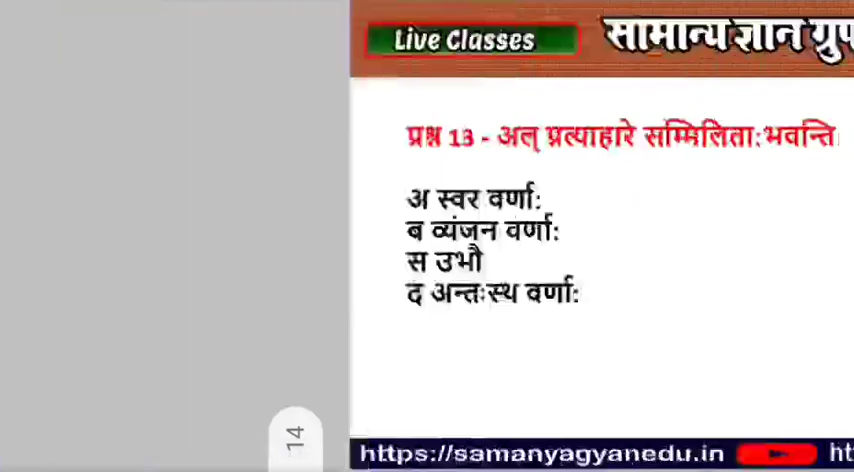 Live Classes
सामान्य ज्ञान ग्रुप
प्रश्न 13 - अल् प्रत्याहारे सम्मिलिता:भवन्ति
अ स्वर वर्णा:
ब व्यंजन वर्णा:
स उभौ
द अन्तःस्थ वर्णा:
14
https://samanyagyanedu.in
ht